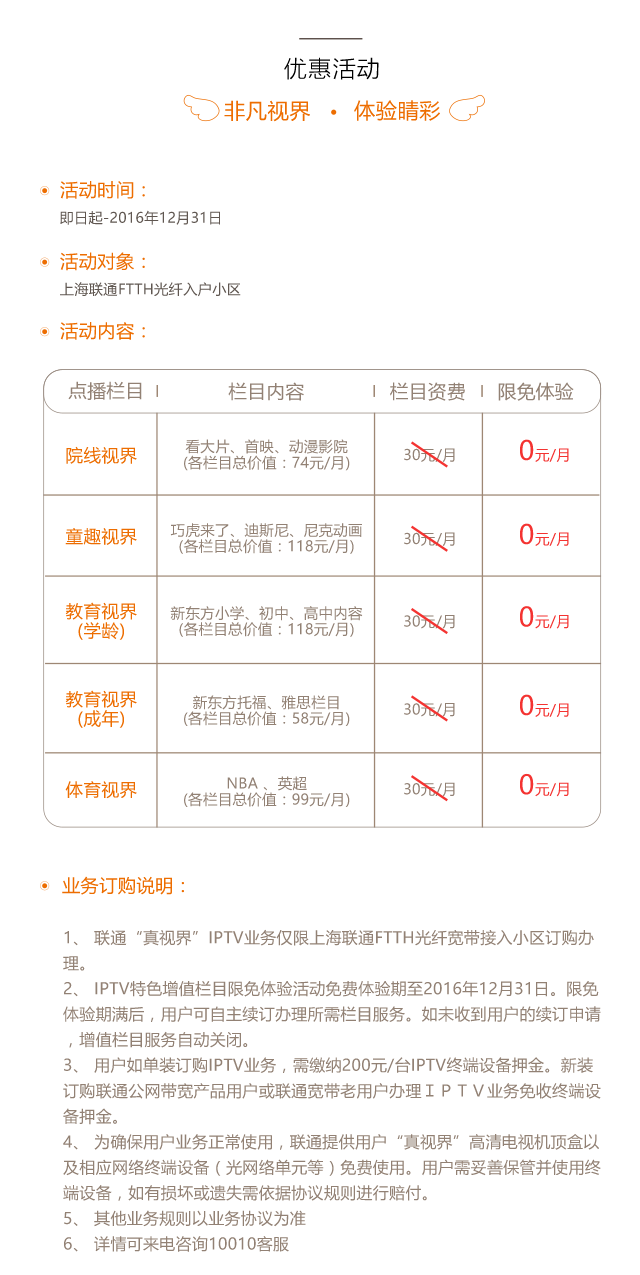 优惠活动
非凡视界 • 体验睛彩
活动时间：
即日起-2016年12月31日
活动对象：
上海联通FTTH光纤入户小区
活动内容：
点播栏目 栏目内容 栏目资费 限免体验
院线视界 看大片、首映、动漫影院 (各栏目总价值：74元/月) 30元/月 0元/月
童趣视界 巧虎来了、迪斯尼、尼克动画 (各栏目总价值：118元/月) 30元/月 0元/月
教育视界 (学龄) 新东方小学、初中、高中内容 (各栏目总价值：118元/月) 30元/月 0元/月
教育视界 (成年) 新东方托福、雅思栏目 (各栏目总价值：58元/月) 30元/月 0元/月
体育视界 NBA 、英超 (各栏目总价值：99元/月) 30元/月 0元/月
业务订购说明：
1、 联通“真视界”IPTV业务仅限上海联通FTTH光纤宽带接入小区订购办
理。
2、 IPTV特色增值栏目限免体验活动免费体验期至2016年12月31日。限免
体验期满后，用户可自主续订办理所需栏目服务。如未收到用户的续订申请
，增值栏目服务自动关闭。
3、 用户如单装订购IPTV业务，需缴纳200元/台IPTV终端设备押金。新装
订购联通公网带宽产品用户或联通宽带老用户办理ＩＰＴＶ业务免收终端设
备押金。
4、 为确保用户业务正常使用，联通提供用户“真视界”高清电视机顶盒以
及相应网络终端设备（光网络单元等）免费使用。用户需妥善保管并使用终
端设备，如有损坏或遗失需依据协议规则进行赔付。
5、 其他业务规则以业务协议为准
6、 详情可来电咨询10010客服